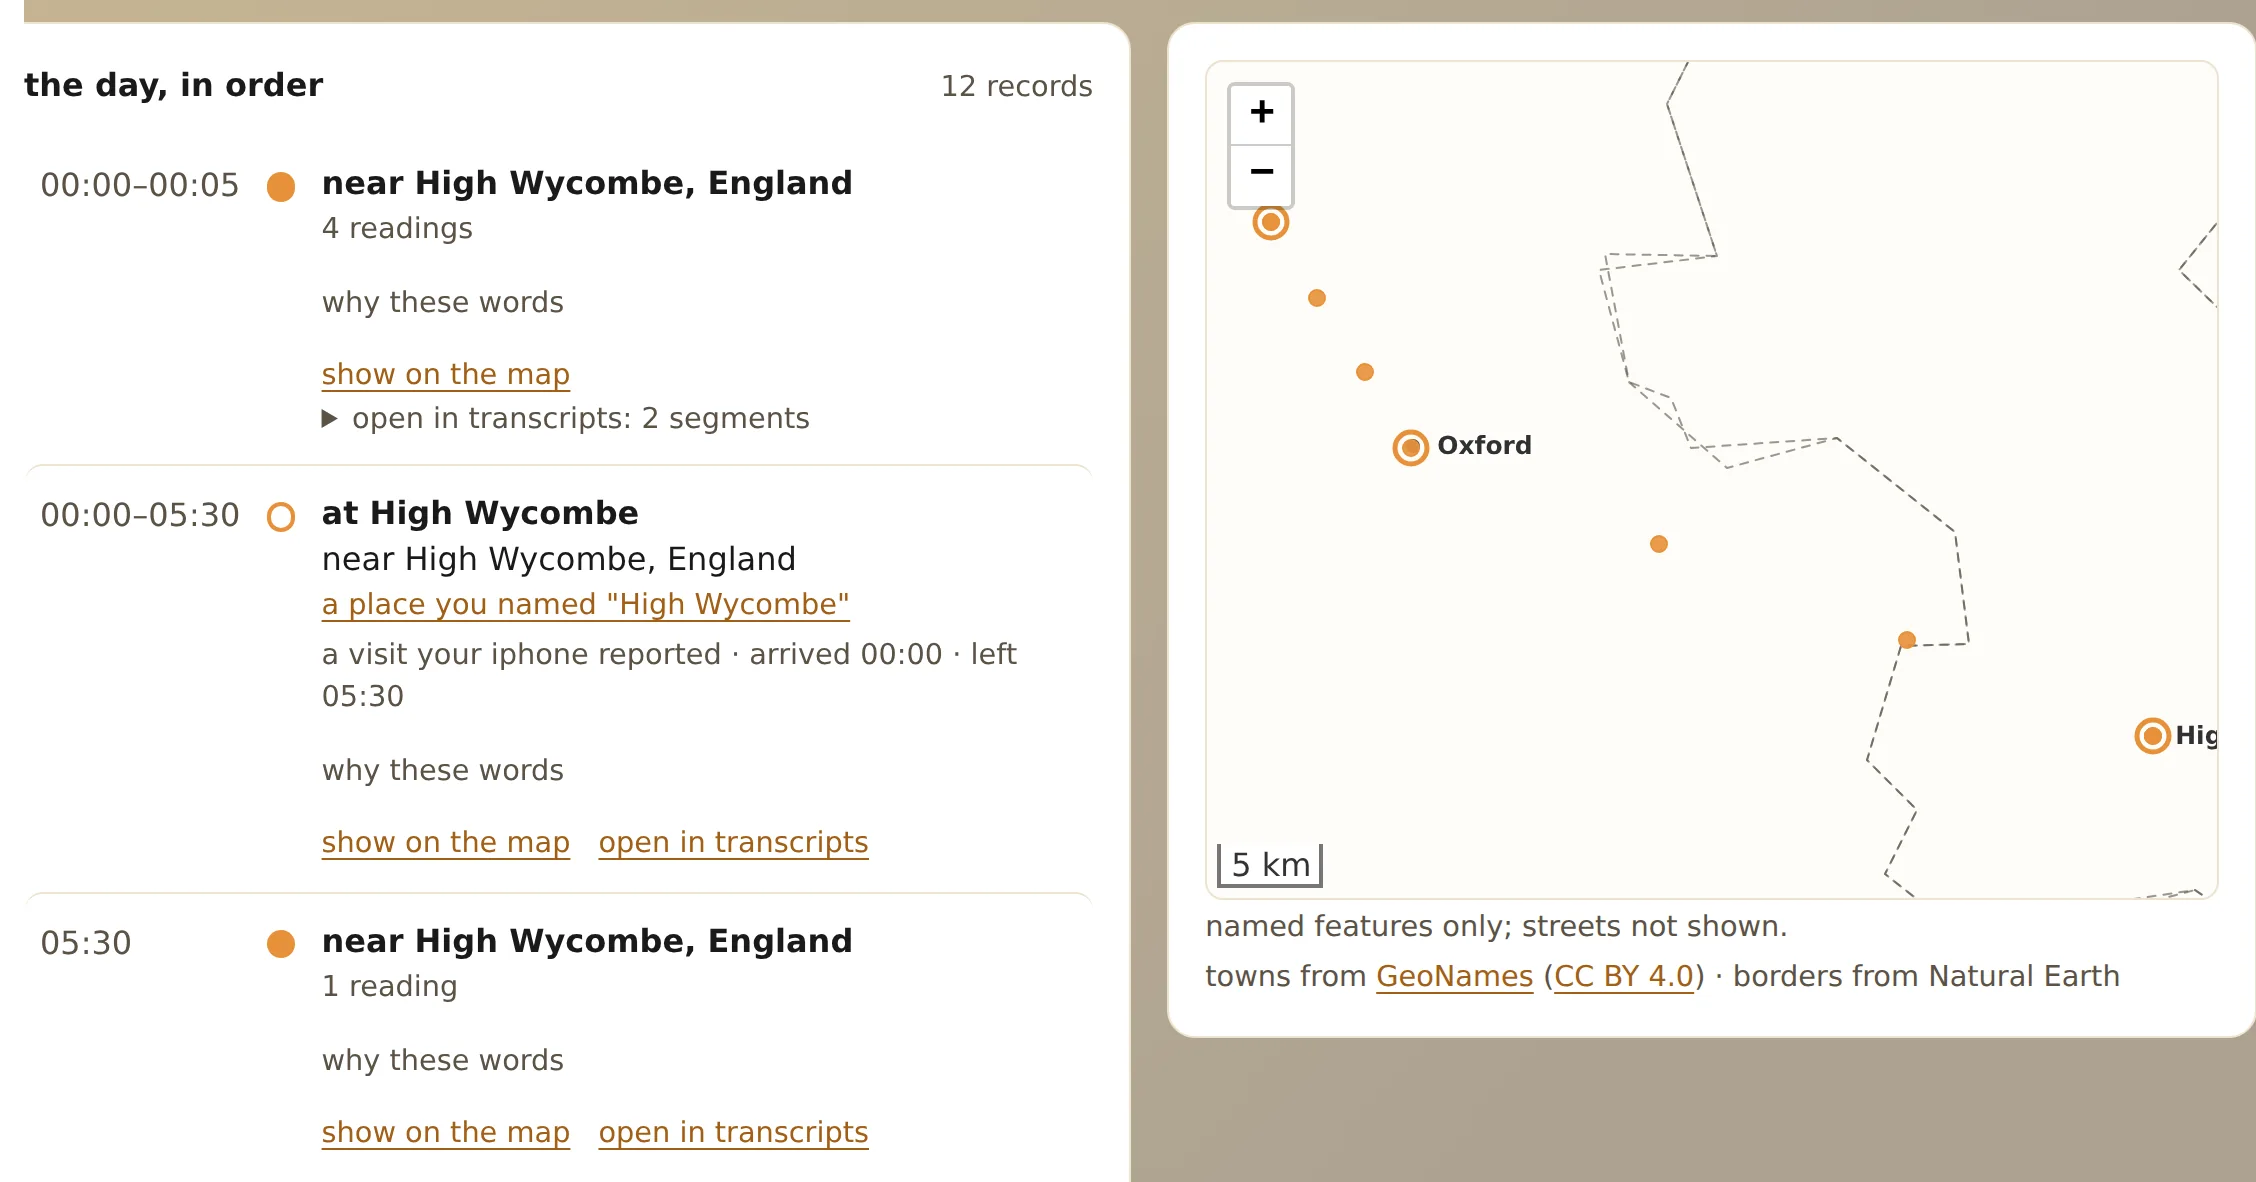 the day, in order
12 records
00:00–00:05
near High Wycombe, England
4 readings
why these words
show on the map
▶ open in transcripts: 2 segments
00:00–05:30
at High Wycombe
near High Wycombe, England
a place you named "High Wycombe"
a visit your iphone reported · arrived 00:00 · left
05:30
why these words
show on the map open in transcripts
05:30
near High Wycombe, England
1 reading
why these words
show on the map open in transcripts
+
−
Oxford
Hig
5 km
named features only; streets not shown.
towns from GeoNames (CC BY 4.0) · borders from Natural Earth